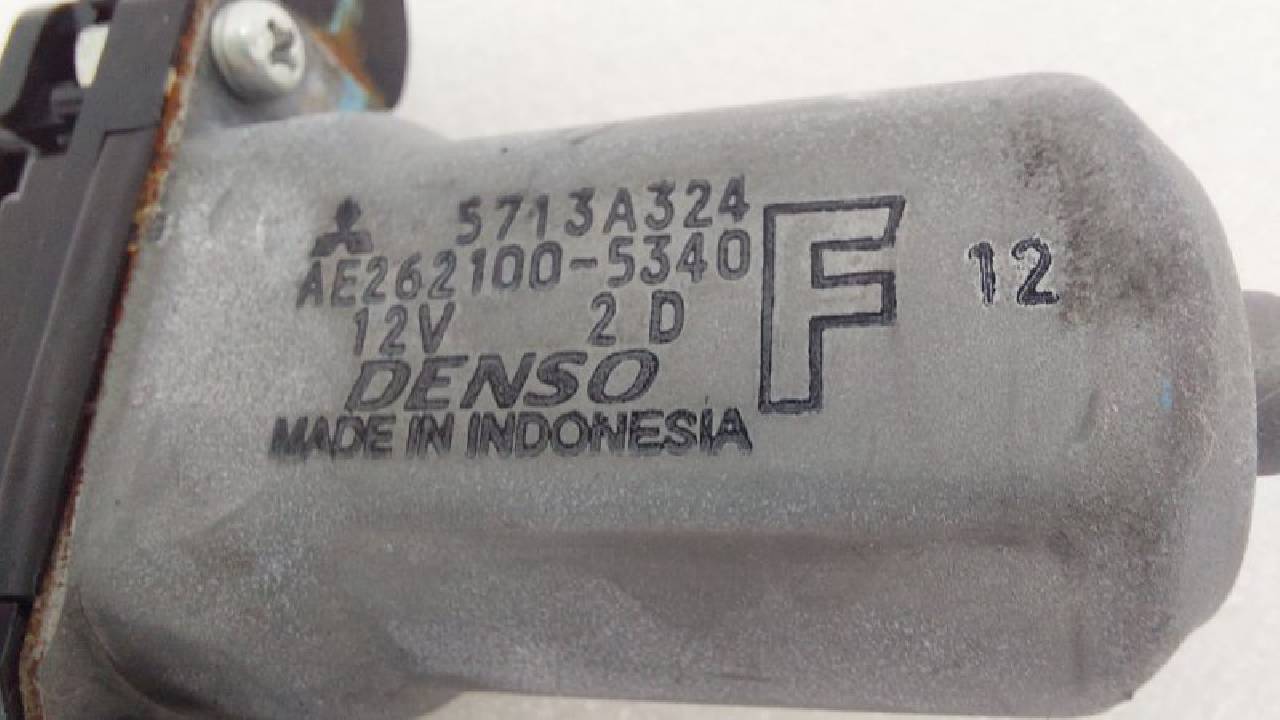 5713A324
AE262100-5340
12V 2 D
DENSO
MADE IN INDONESIA
F
12